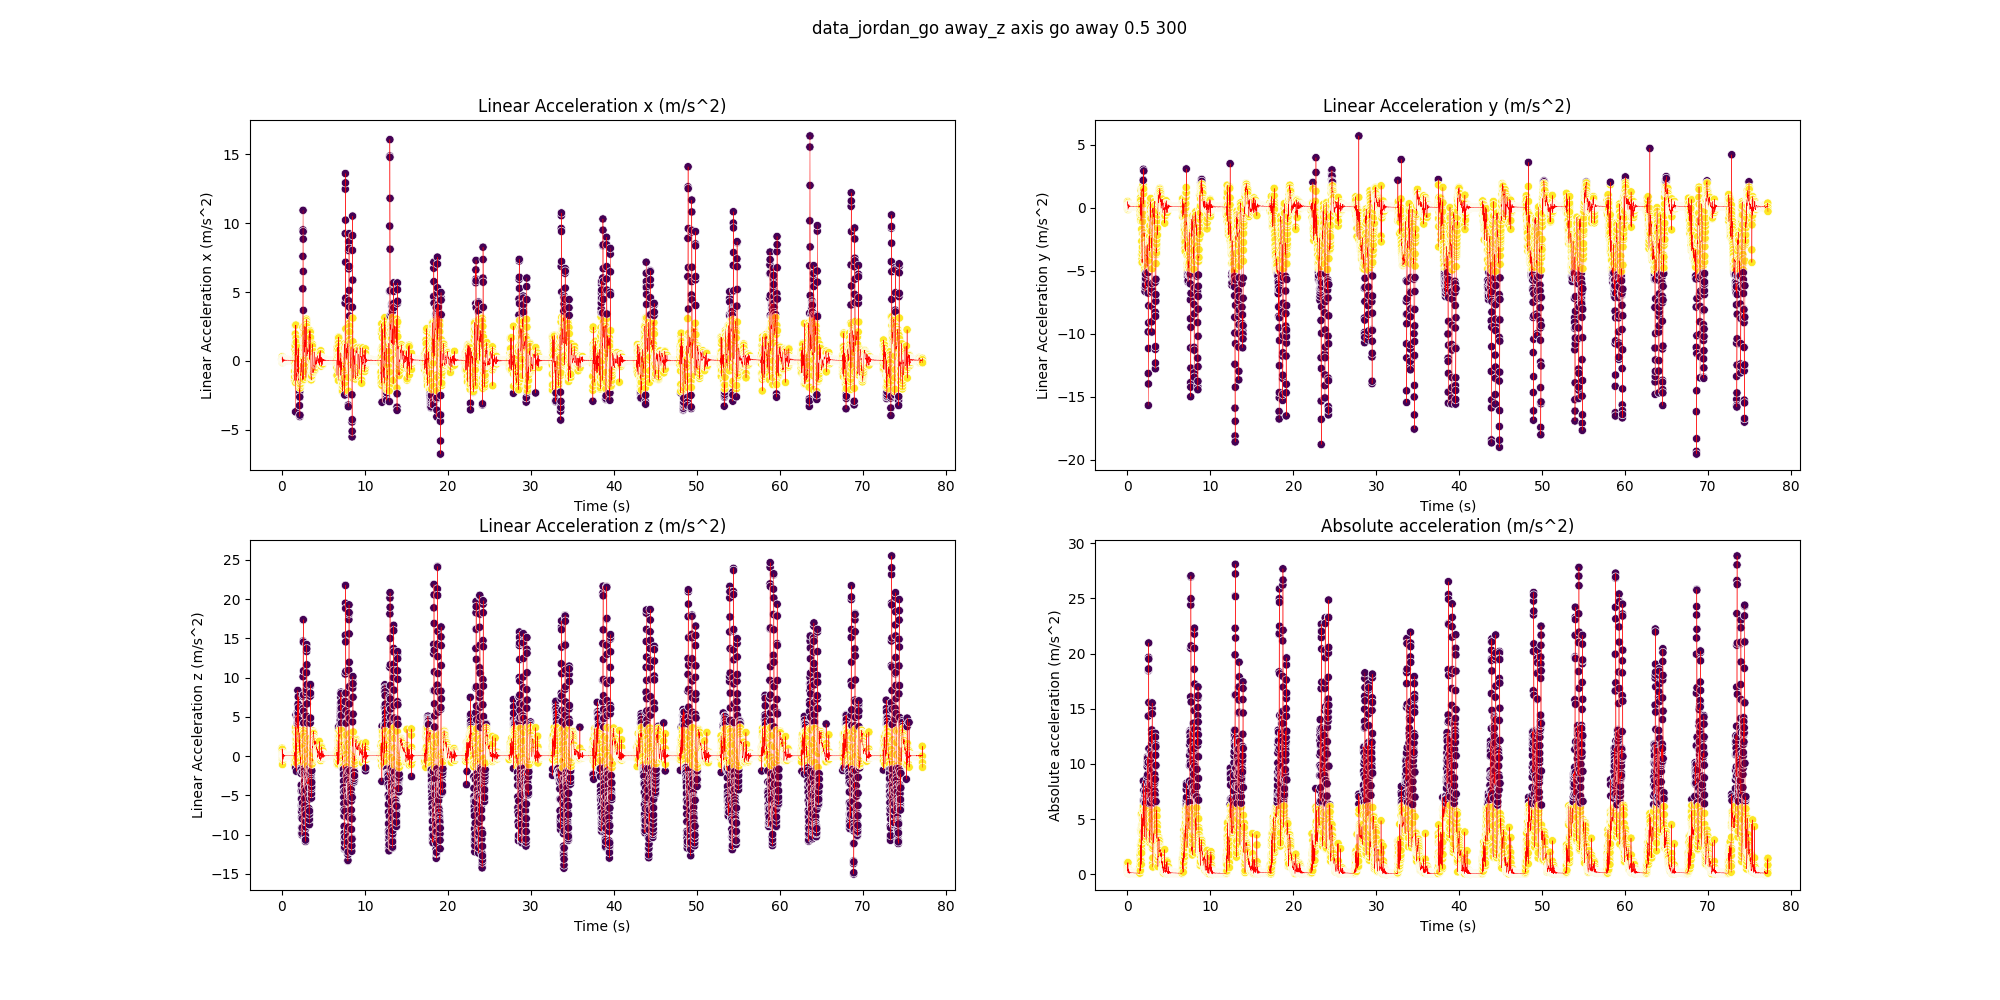 data_jordan_go away_z axis go away 0.5 300
Linear Acceleration x (m/s^2)
Linear Acceleration x (m/s^2)
15
10
5
0
−5
0 10 20 30 40 50 60 70 80
Time (s)
Linear Acceleration y (m/s^2)
Linear Acceleration y (m/s^2)
5
0
−5
−10
−15
−20
0 10 20 30 40 50 60 70 80
Time (s)
Linear Acceleration z (m/s^2)
Linear Acceleration z (m/s^2)
25
20
15
10
5
0
−5
−10
−15
0 10 20 30 40 50 60 70 80
Time (s)
Absolute acceleration (m/s^2)
Absolute acceleration (m/s^2)
30
25
20
15
10
5
0
0 10 20 30 40 50 60 70 80
Time (s)